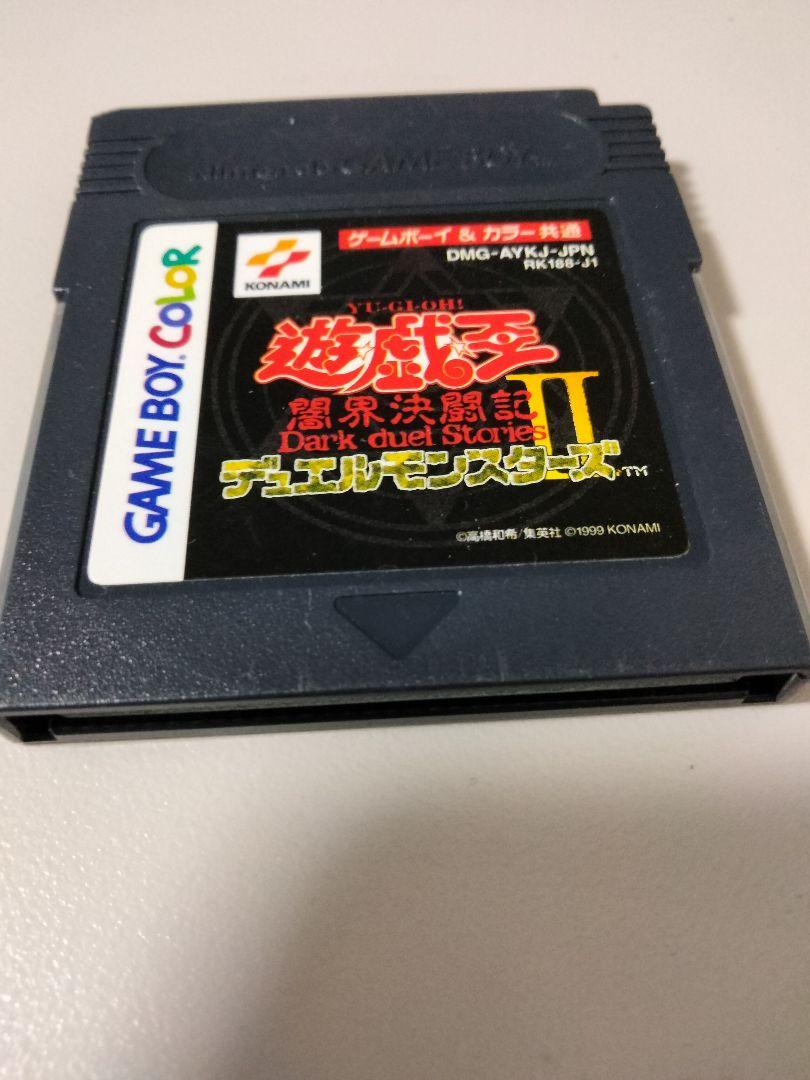 Nintendo GAME BOY
GAME BOY COLOR
KONAMI
ゲームボーイ & カラー共通
DMG-AYKJ-JPN
RK188-J1
YU-GI-OH!
遊戯王
闇界決闘記
II
Dark duel Stories
デュエルモンスターズ
TM
©高橋和希/集英社 ©1999 KONAMI